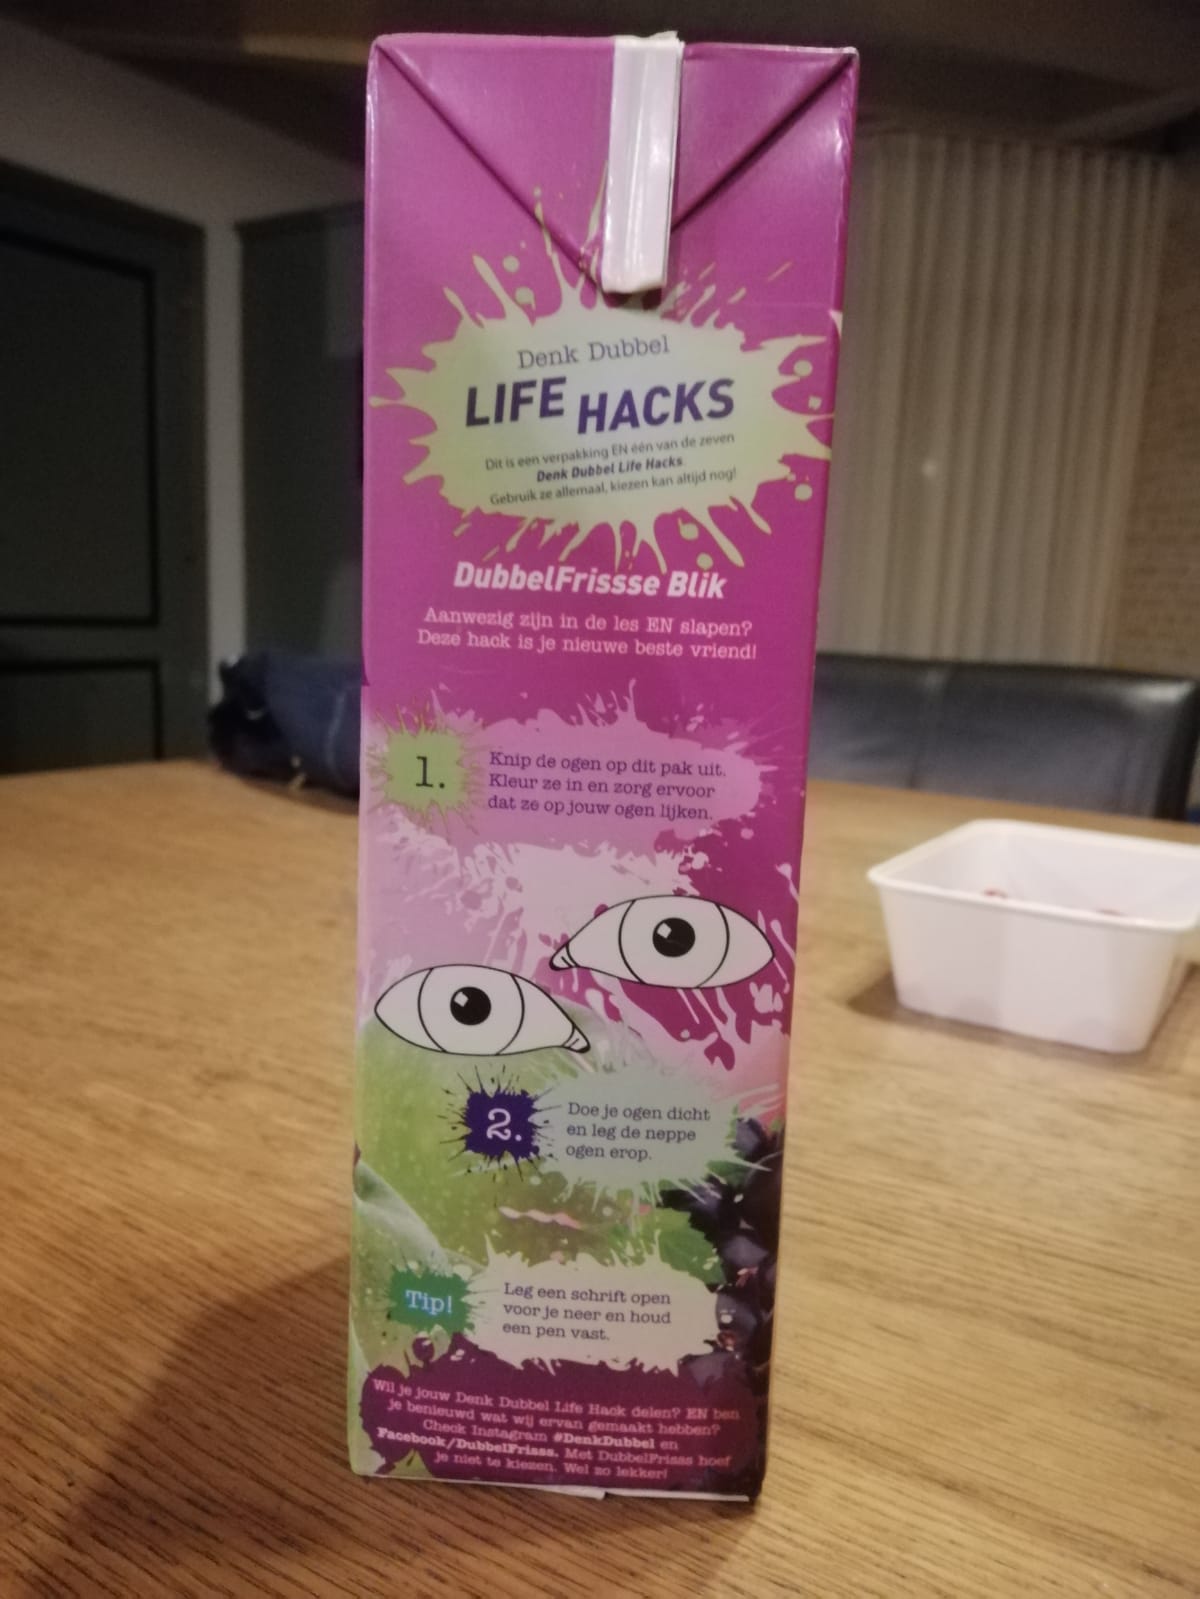 Denk Dubbel
LIFE HACKS
Dit is een verpakking EN één van de zeven
Denk Dubbel Life Hacks
Gebruik ze allemaal, kiezen kan altijd nog!
DubbelFrissse Blik
Aanwezig zijn in de les EN slapen?
Deze hack is je nieuwe beste vriend!
1.
Knip de ogen op dit pak uit.
Kleur ze in en zorg ervoor
dat ze op jouw ogen lijken.
2.
Doe je ogen dicht
en leg de neppe
ogen erop.
Tip!
Leg een schrift open
voor je neer en houd
een pen vast.
Wil je jouw Denk Dubbel Life Hack delen? EN ben
je benieuwd wat wij ervan gemaakt hebben?
Check Instagram #DenkDubbel en
Facebook/DubbelFrisss. Met DubbelFrisss hoef
je niet te kiezen. Wel zo lekker!